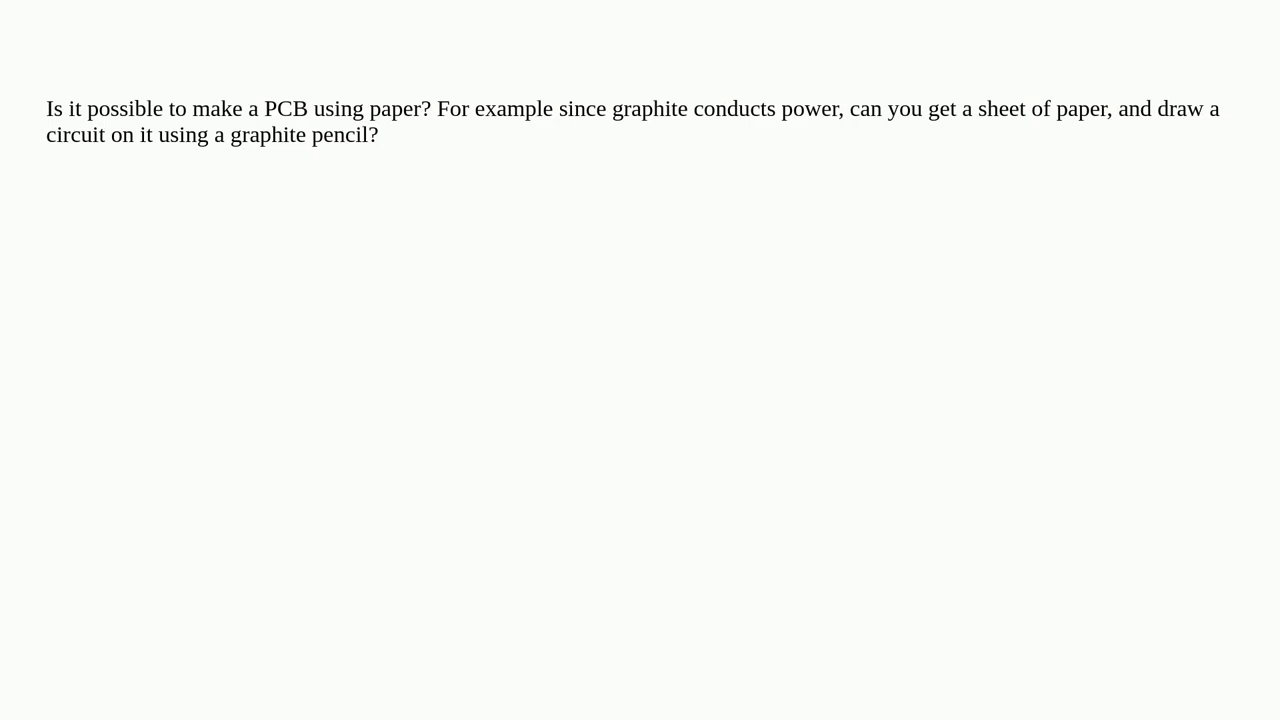 Is it possible to make a PCB using paper? For example since graphite conducts power, can you get a sheet of paper, and draw a
circuit on it using a graphite pencil?